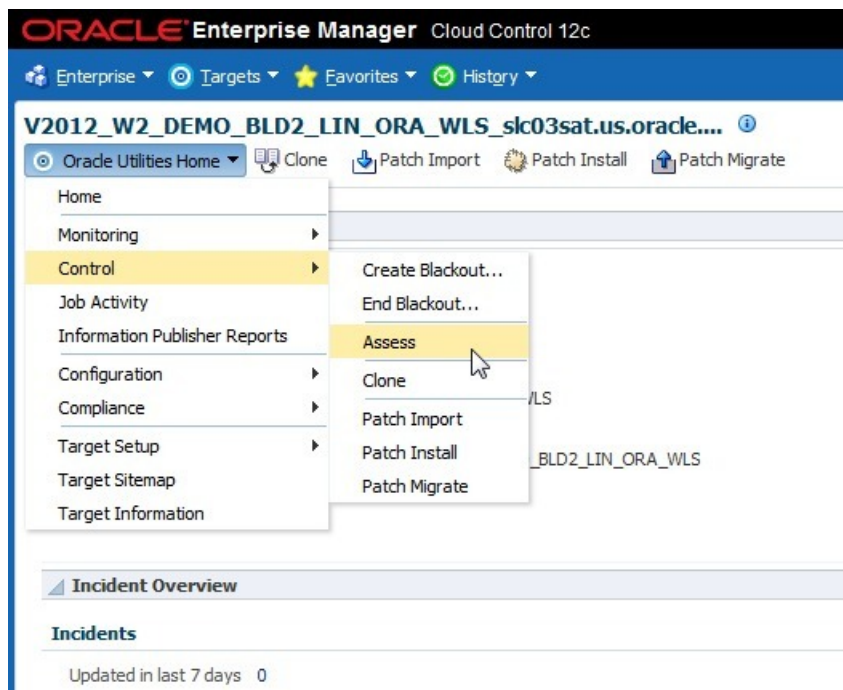 ORACLE Enterprise Manager Cloud Control 12c
Enterprise Targets Favorites History
V2012_W2_DEMO_BLD2_LIN_ORA_WLS_slc03sat.us.oracle....
Oracle Utilities Home Clone Patch Import Patch Install Patch Migrate
Home
Monitoring
Control
Job Activity
Information Publisher Reports
Configuration
Compliance
Target Setup
Target Sitemap
Target Information
Create Blackout...
End Blackout...
Assess
Clone
Patch Import
Patch Install
Patch Migrate
WLS
_BLD2_LIN_ORA_WLS
Incident Overview
Incidents
Updated in last 7 days 0